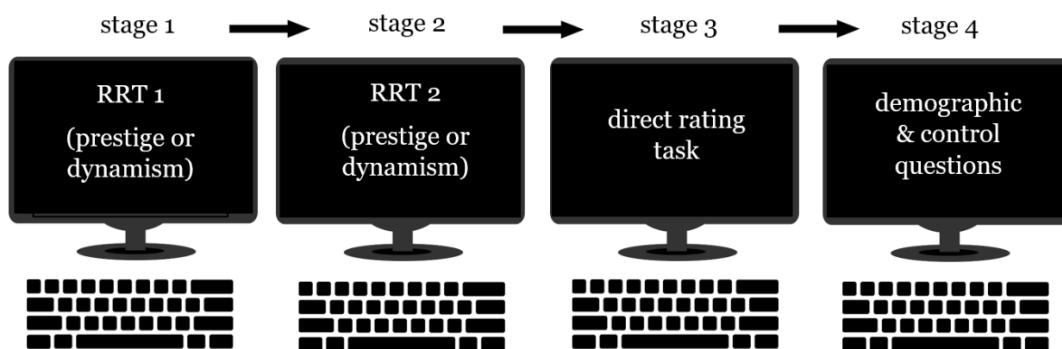 stage 1
stage 2
stage 3
stage 4
RRT 1
(prestige or
dynamism)
RRT 2
(prestige or
dynamism)
direct rating
task
demographic
& control
questions